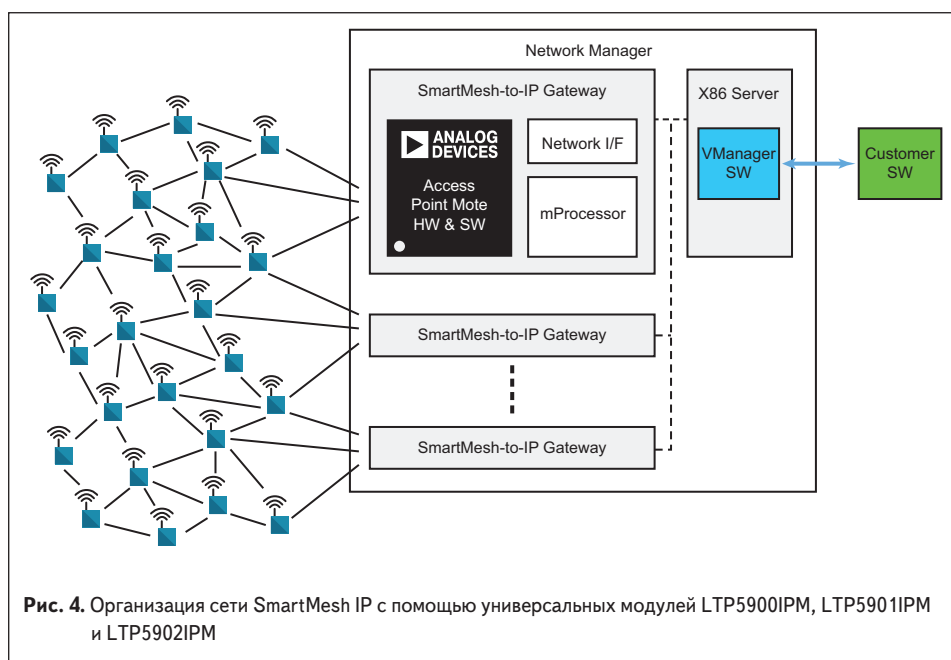 Network Manager
SmartMesh-to-IP Gateway
ANALOG
DEVICES
Access
Point Mote
HW & SW
Network I/F
mProcessor
X86 Server
VManager
SW
Customer
SW
SmartMesh-to-IP Gateway
SmartMesh-to-IP Gateway
Рис. 4. Организация сети SmartMesh IP с помощью универсальных модулей LTP5900IPM, LTP5901IPM
и LTP5902IPM